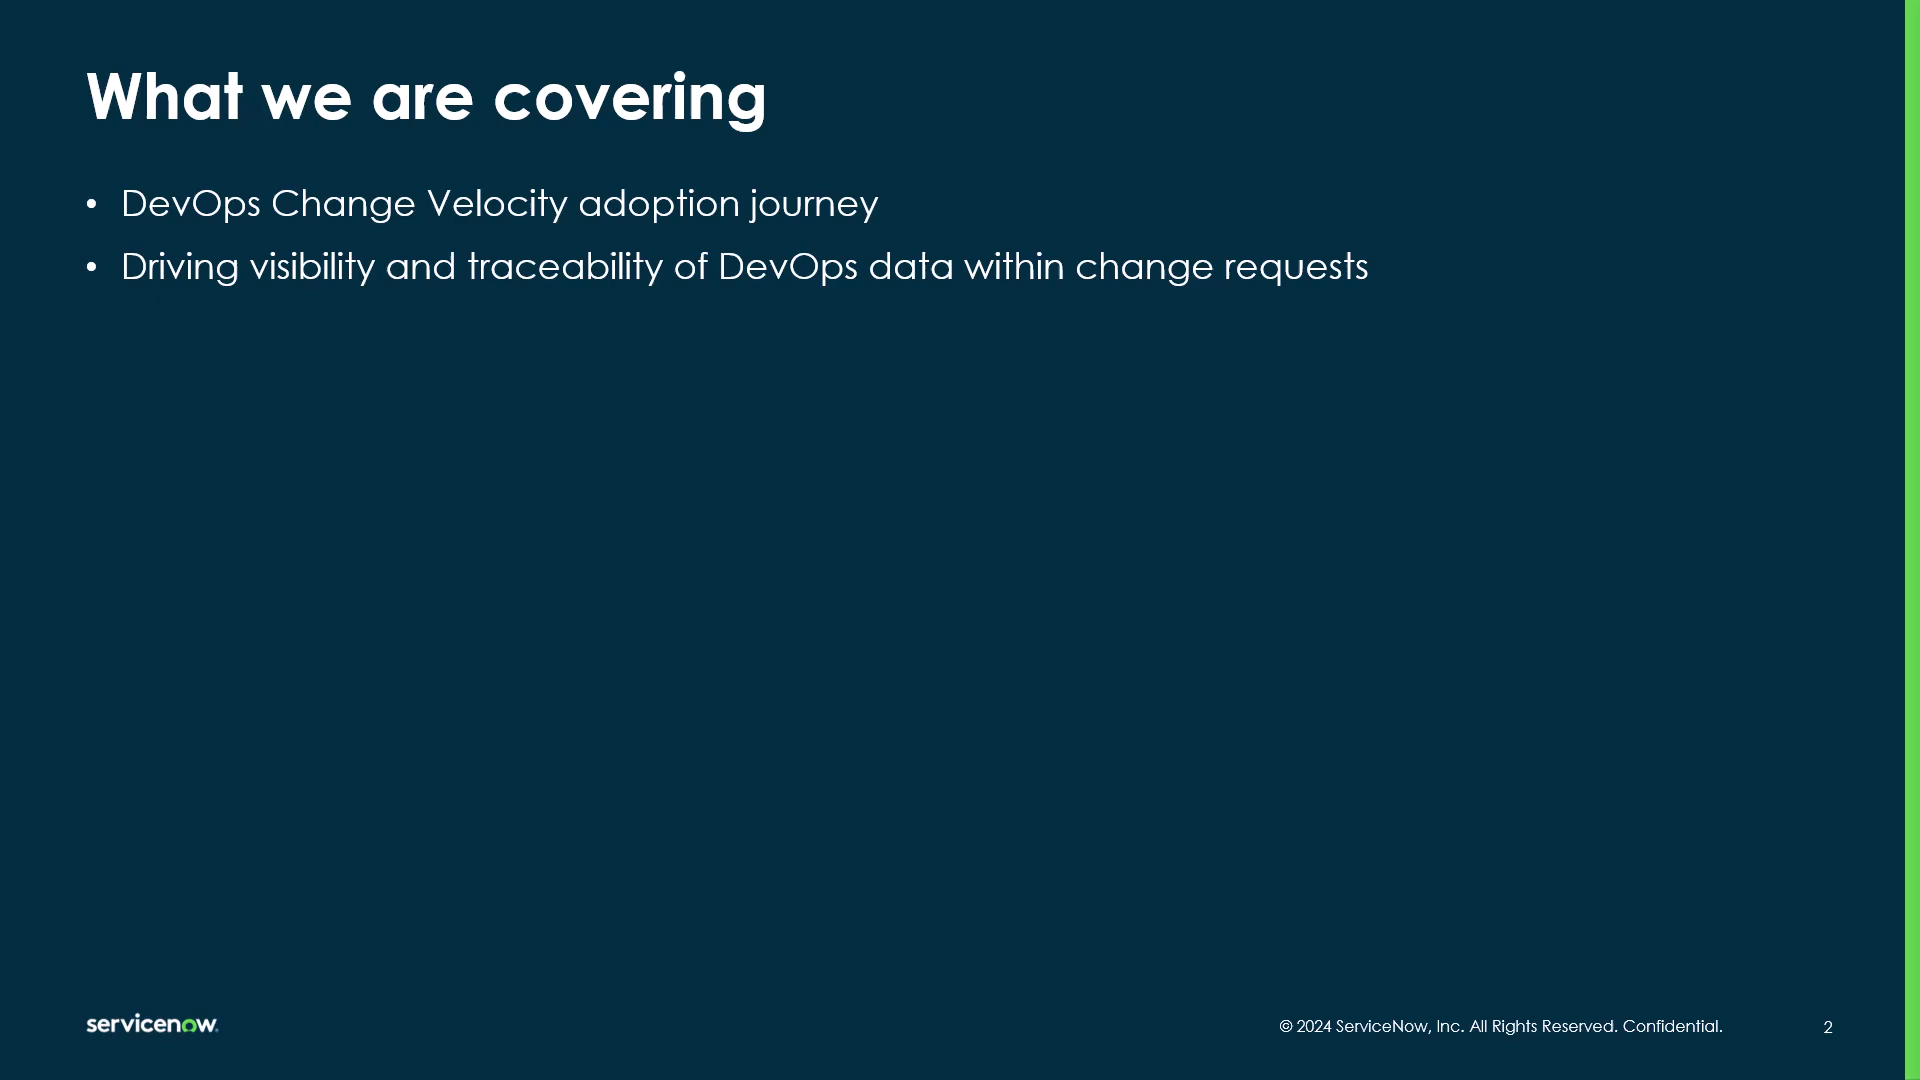 What we are covering
• DevOps Change Velocity adoption journey
• Driving visibility and traceability of DevOps data within change requests
servicenow
© 2024 ServiceNow, Inc. All Rights Reserved. Confidential.
2